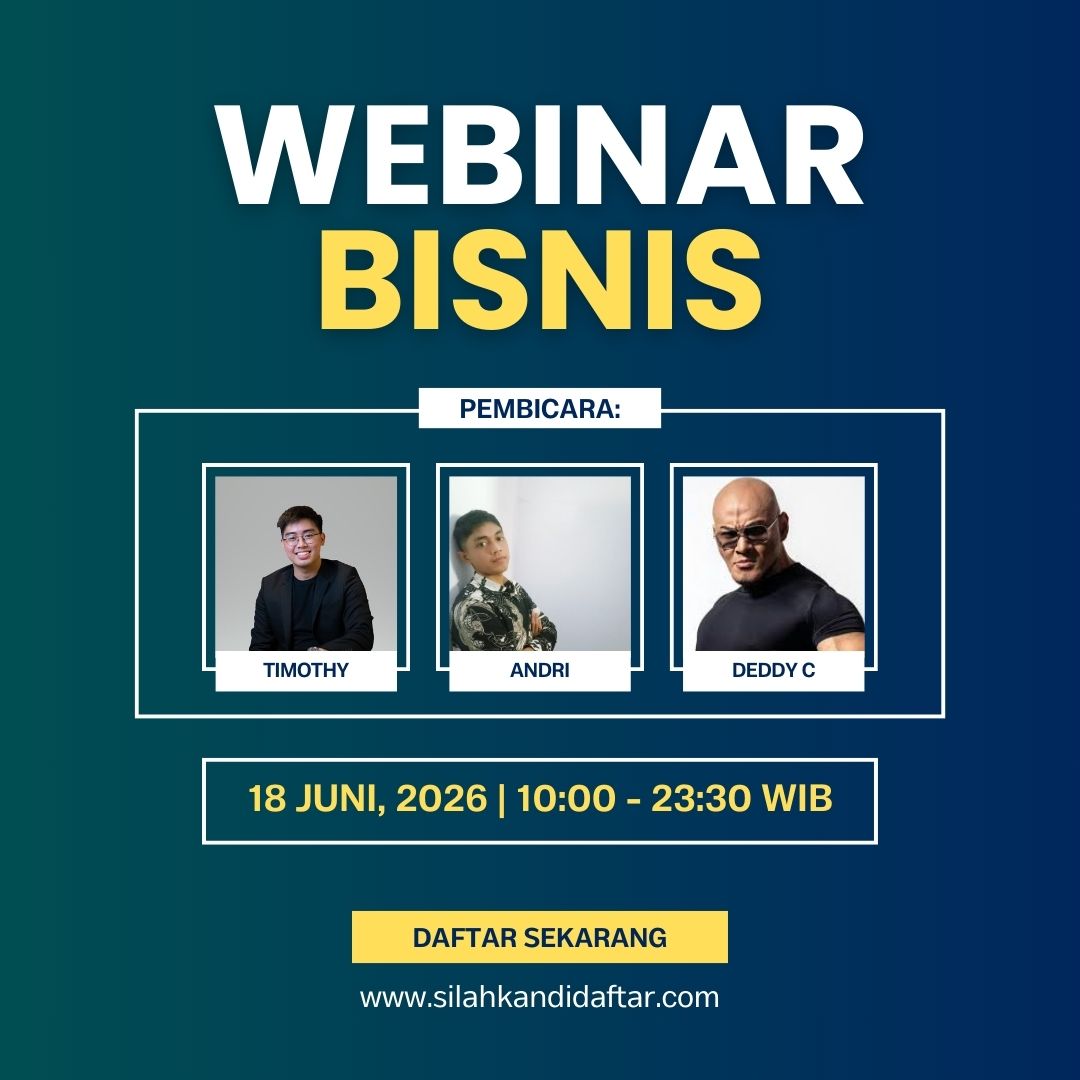 WEBINAR
BISNIS
PEMBICARA:
TIMOTHY
ANDRI
DEDDY C
18 JUNI, 2026 | 10:00 - 23:30 WIB
DAFTAR SEKARANG
www.silahkandidaftar.com